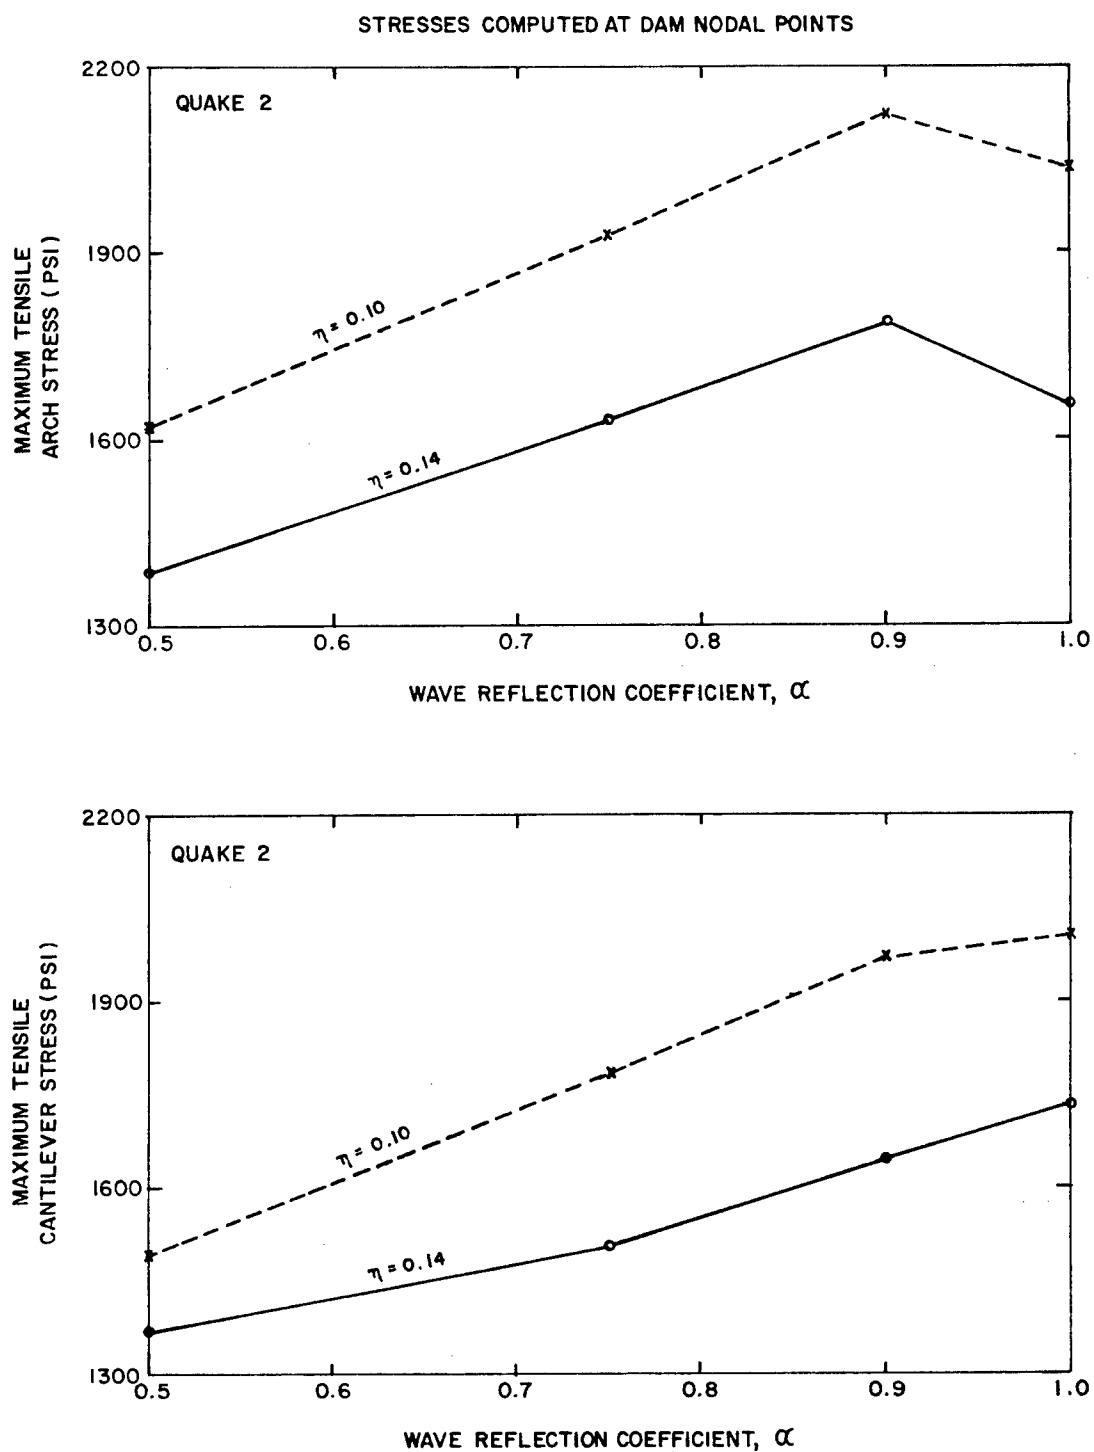 STRESSES COMPUTED AT DAM NODAL POINTS
2200
QUAKE 2
1900
MAXIMUM TENSILE
ARCH STRESS (PSI)
η = 0.10
1600
η = 0.14
1300
0.5 0.6 0.7 0.8 0.9 1.0
WAVE REFLECTION COEFFICIENT, α
2200
QUAKE 2
1900
MAXIMUM TENSILE
CANTILEVER STRESS (PSI)
η = 0.10
1600
η = 0.14
1300
0.5 0.6 0.7 0.8 0.9 1.0
WAVE REFLECTION COEFFICIENT, α